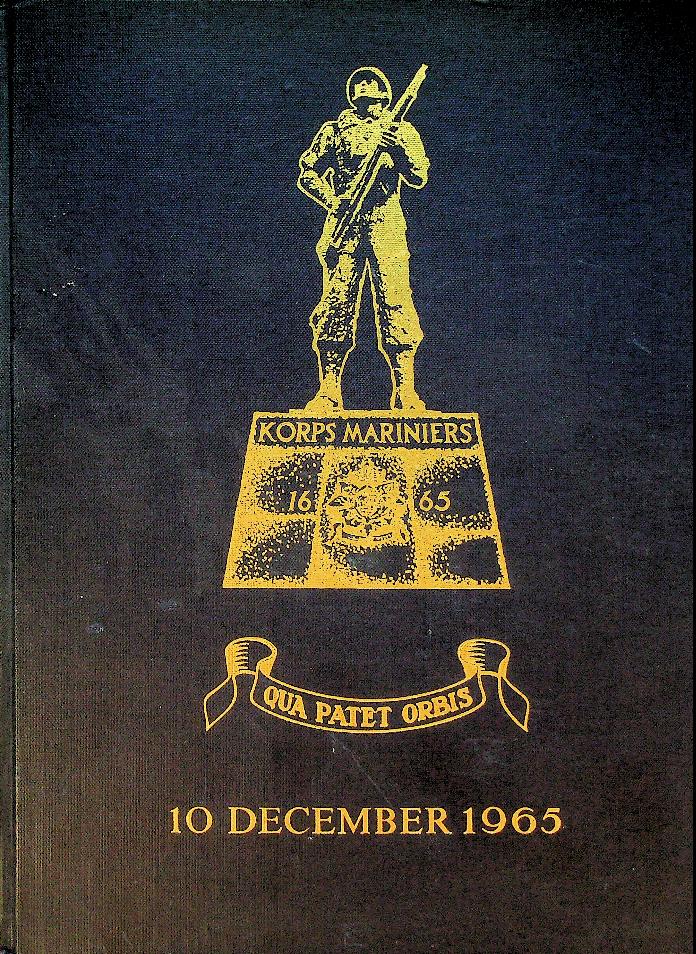 KORPS MARINIERS
16 65
QUA PATET ORBIS
10 DECEMBER 1965